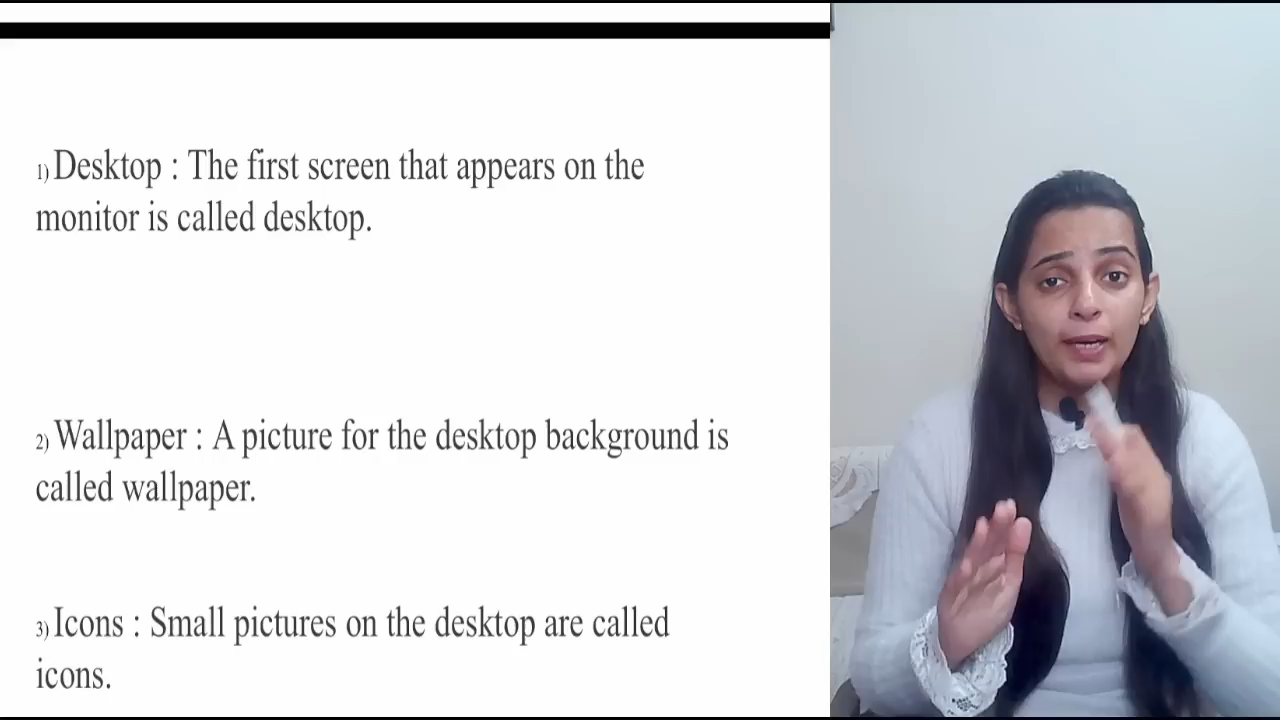 1) Desktop : The first screen that appears on the
monitor is called desktop.
2) Wallpaper : A picture for the desktop background is
called wallpaper.
3) Icons : Small pictures on the desktop are called
icons.